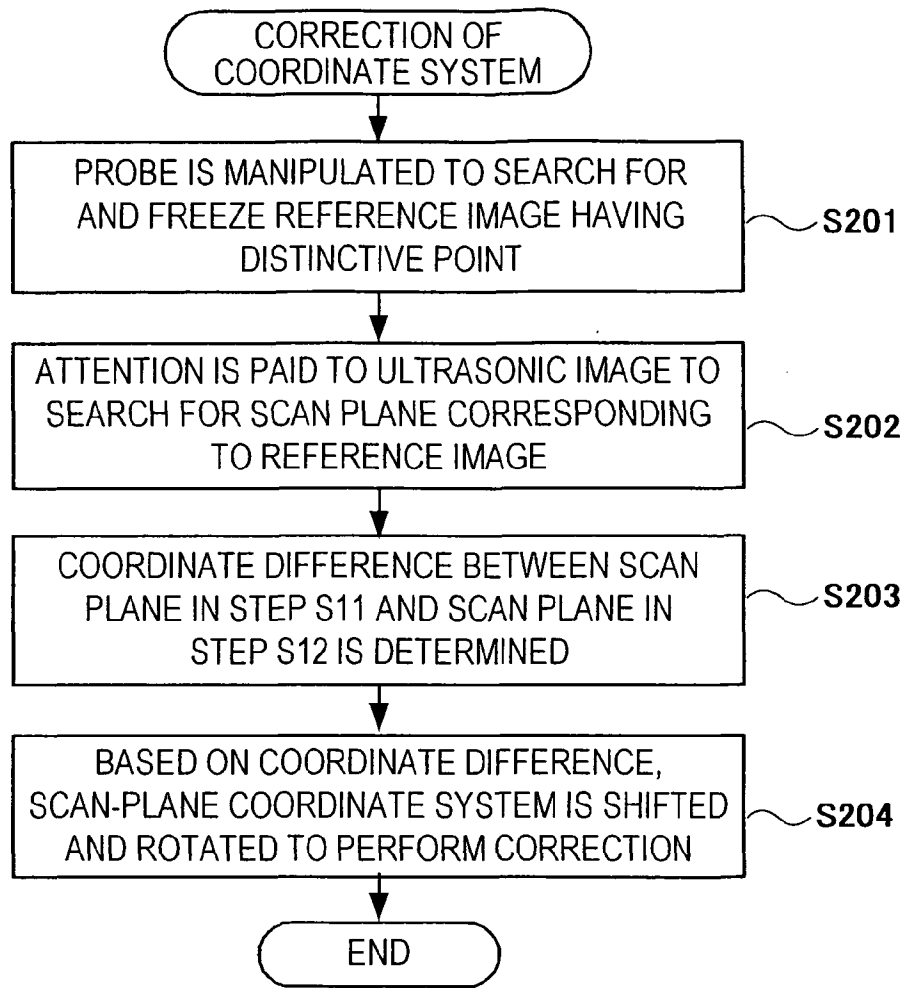 CORRECTION OF
COORDINATE SYSTEM
PROBE IS MANIPULATED TO SEARCH FOR
AND FREEZE REFERENCE IMAGE HAVING
DISTINCTIVE POINT
S201
ATTENTION IS PAID TO ULTRASONIC IMAGE TO
SEARCH FOR SCAN PLANE CORRESPONDING
TO REFERENCE IMAGE
S202
COORDINATE DIFFERENCE BETWEEN SCAN
PLANE IN STEP S11 AND SCAN PLANE IN
STEP S12 IS DETERMINED
S203
BASED ON COORDINATE DIFFERENCE,
SCAN-PLANE COORDINATE SYSTEM IS SHIFTED
AND ROTATED TO PERFORM CORRECTION
S204
END